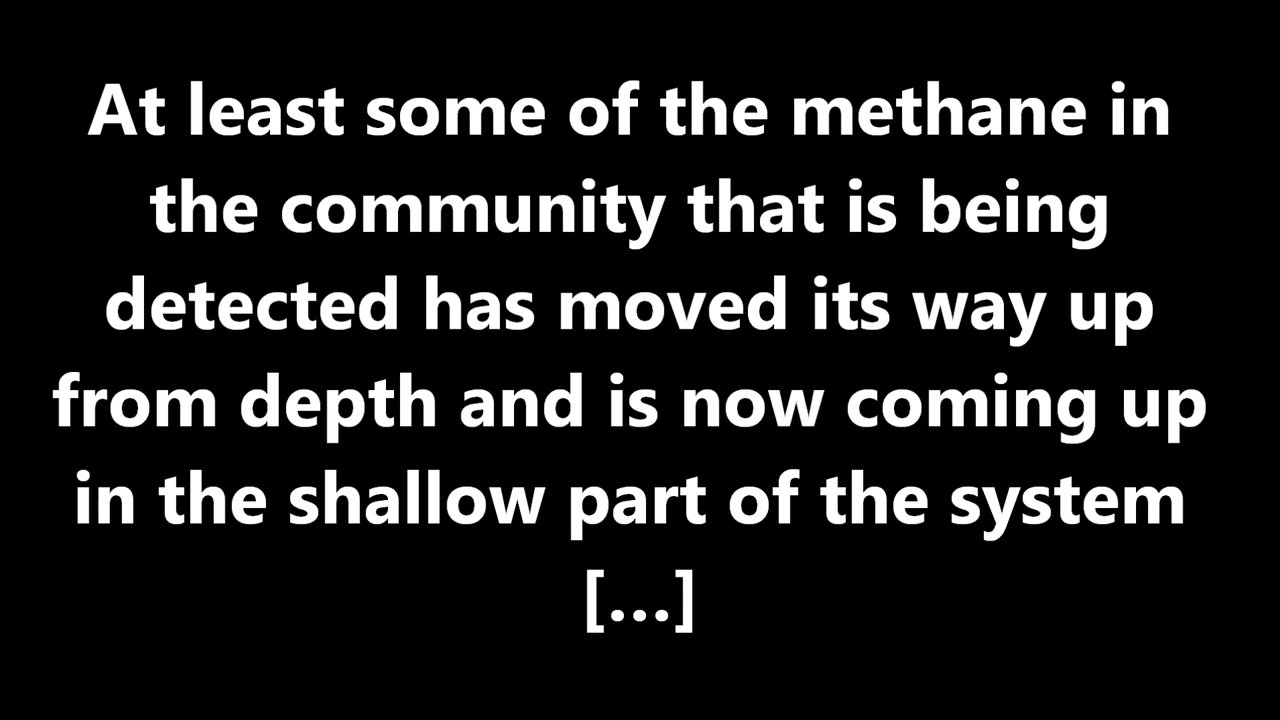 At least some of the methane in
the community that is being
detected has moved its way up
from depth and is now coming up
in the shallow part of the system
[...]